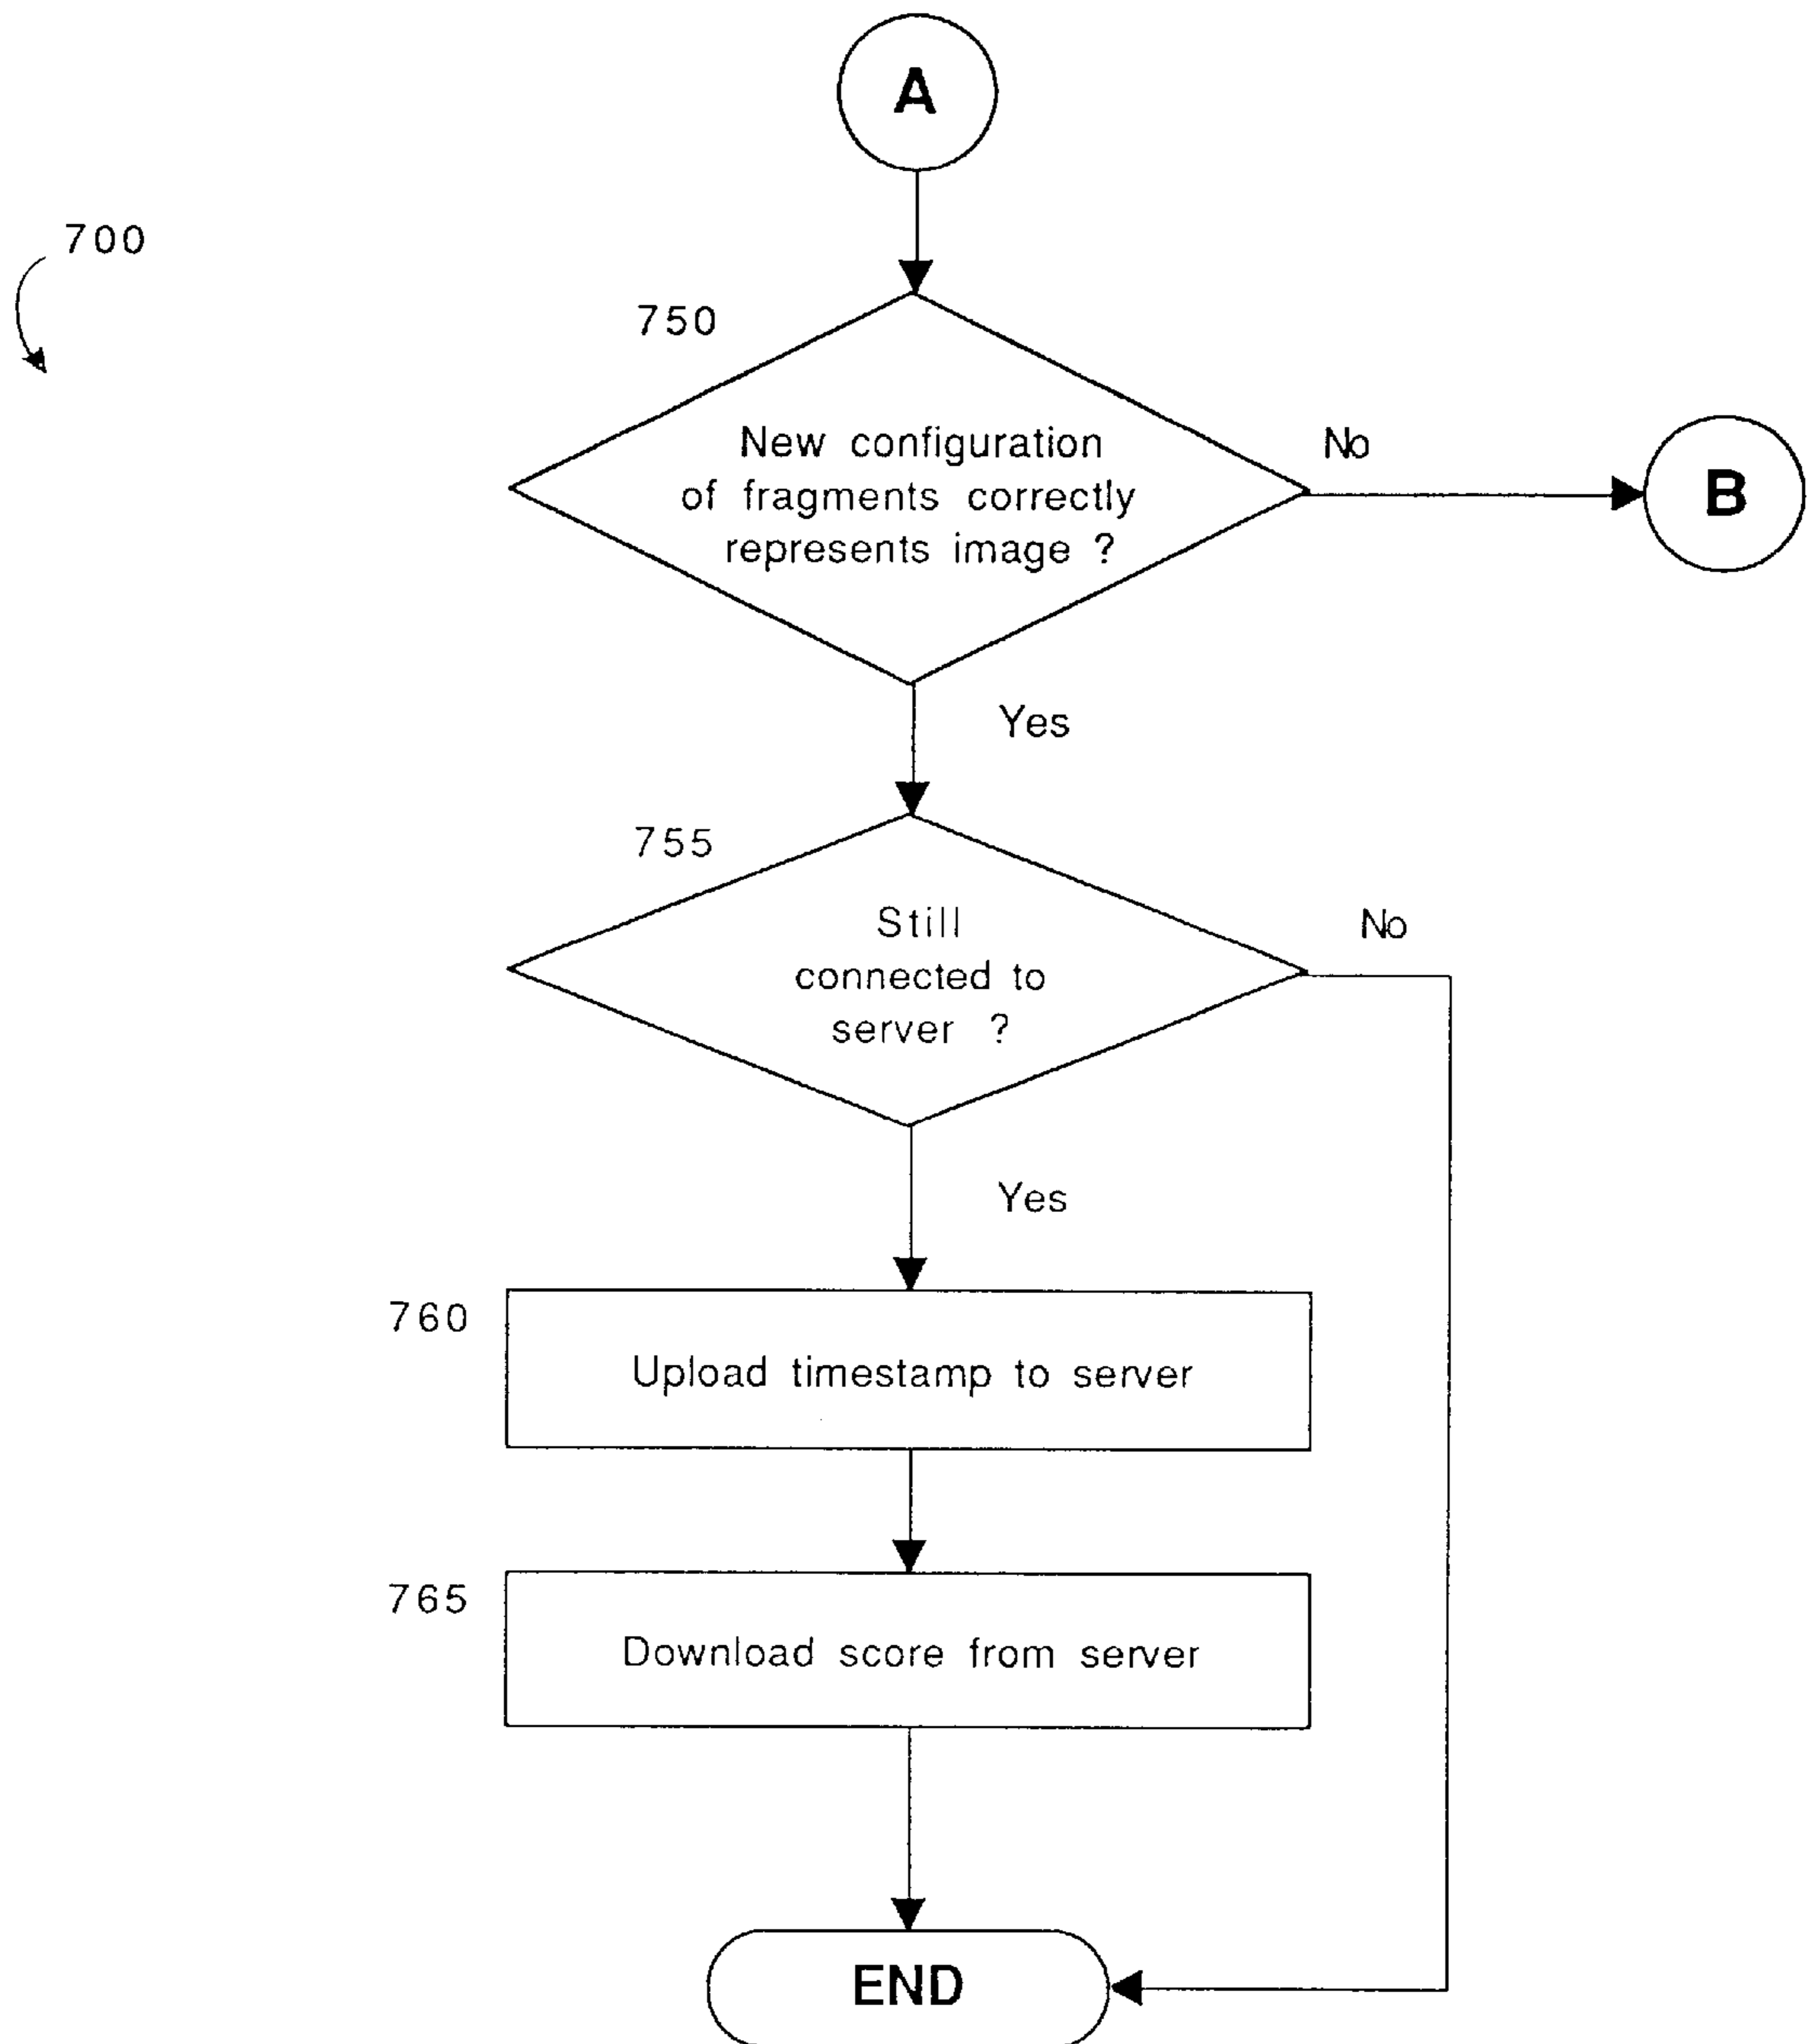 A
700
750
New configuration
of fragments correctly
represents image ?
No
B
Yes
755
Still
connected to
server ?
No
Yes
760
Upload timestamp to server
765
Download score from server
END